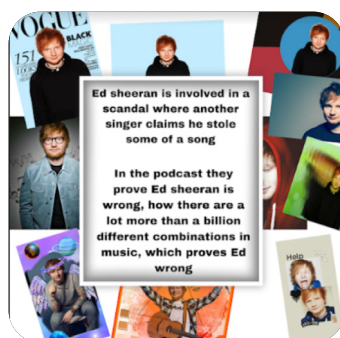 VOGUE
BLACK
151
LOOK
Ed sheeran is involved in a
scandal where another
singer claims he stole
some of a song
In the podcast they
prove Ed sheeran is
wrong, how there are a
lot more than a billion
different combinations in
music, which proves Ed
wrong
Help